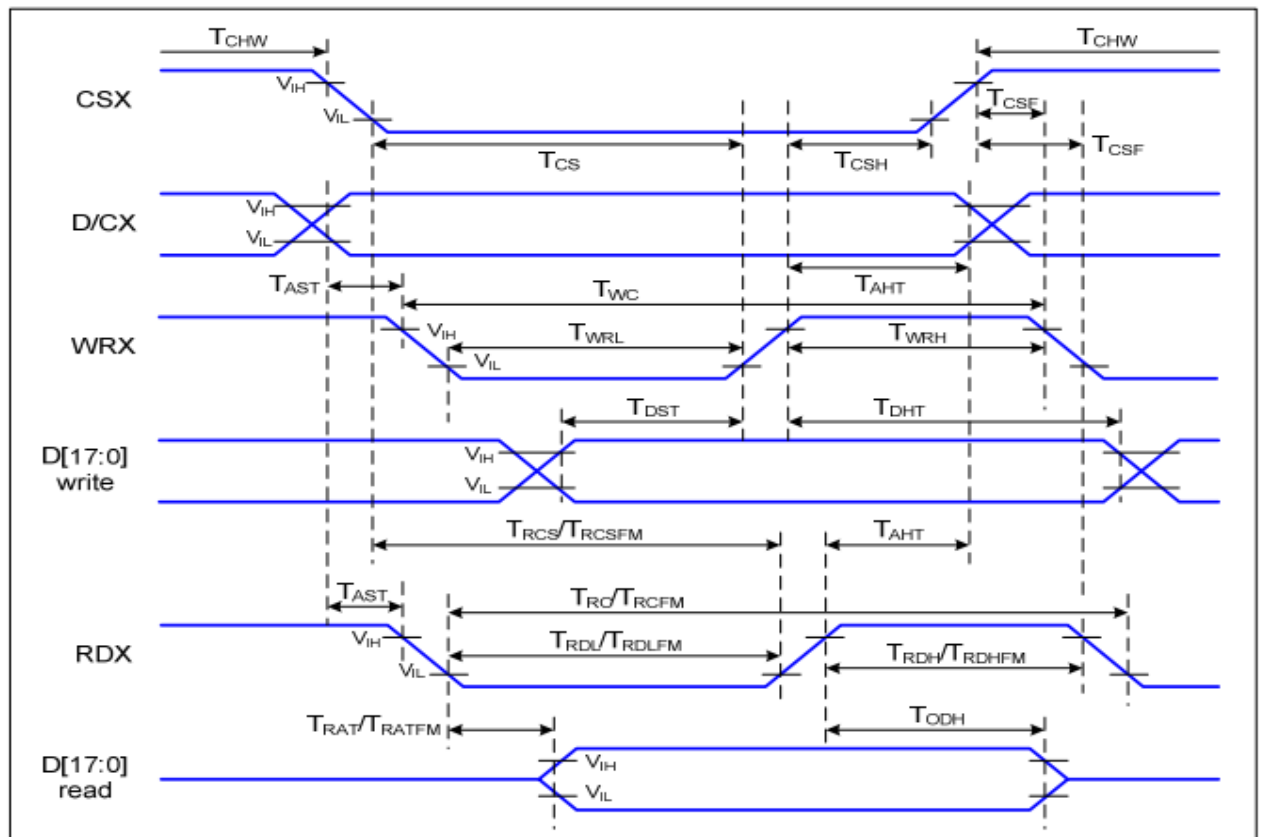 TCHW TCHW
CSX VIH VIL TCSF
TCS TCSH TCSF
D/CX VIH VIL
TAST TWC TAHT
WRX VIH VIL TWRL TWRH
TDST TDHT
D[17:0] write VIH VIL
TRCS/TRCSFM TAHT
TAST TRC/TRCFM
RDX VIH VIL TRDL/TRDLFM TRDH/TRDHFM
TRAT/TRATFM TODH
D[17:0] read VIH VIL